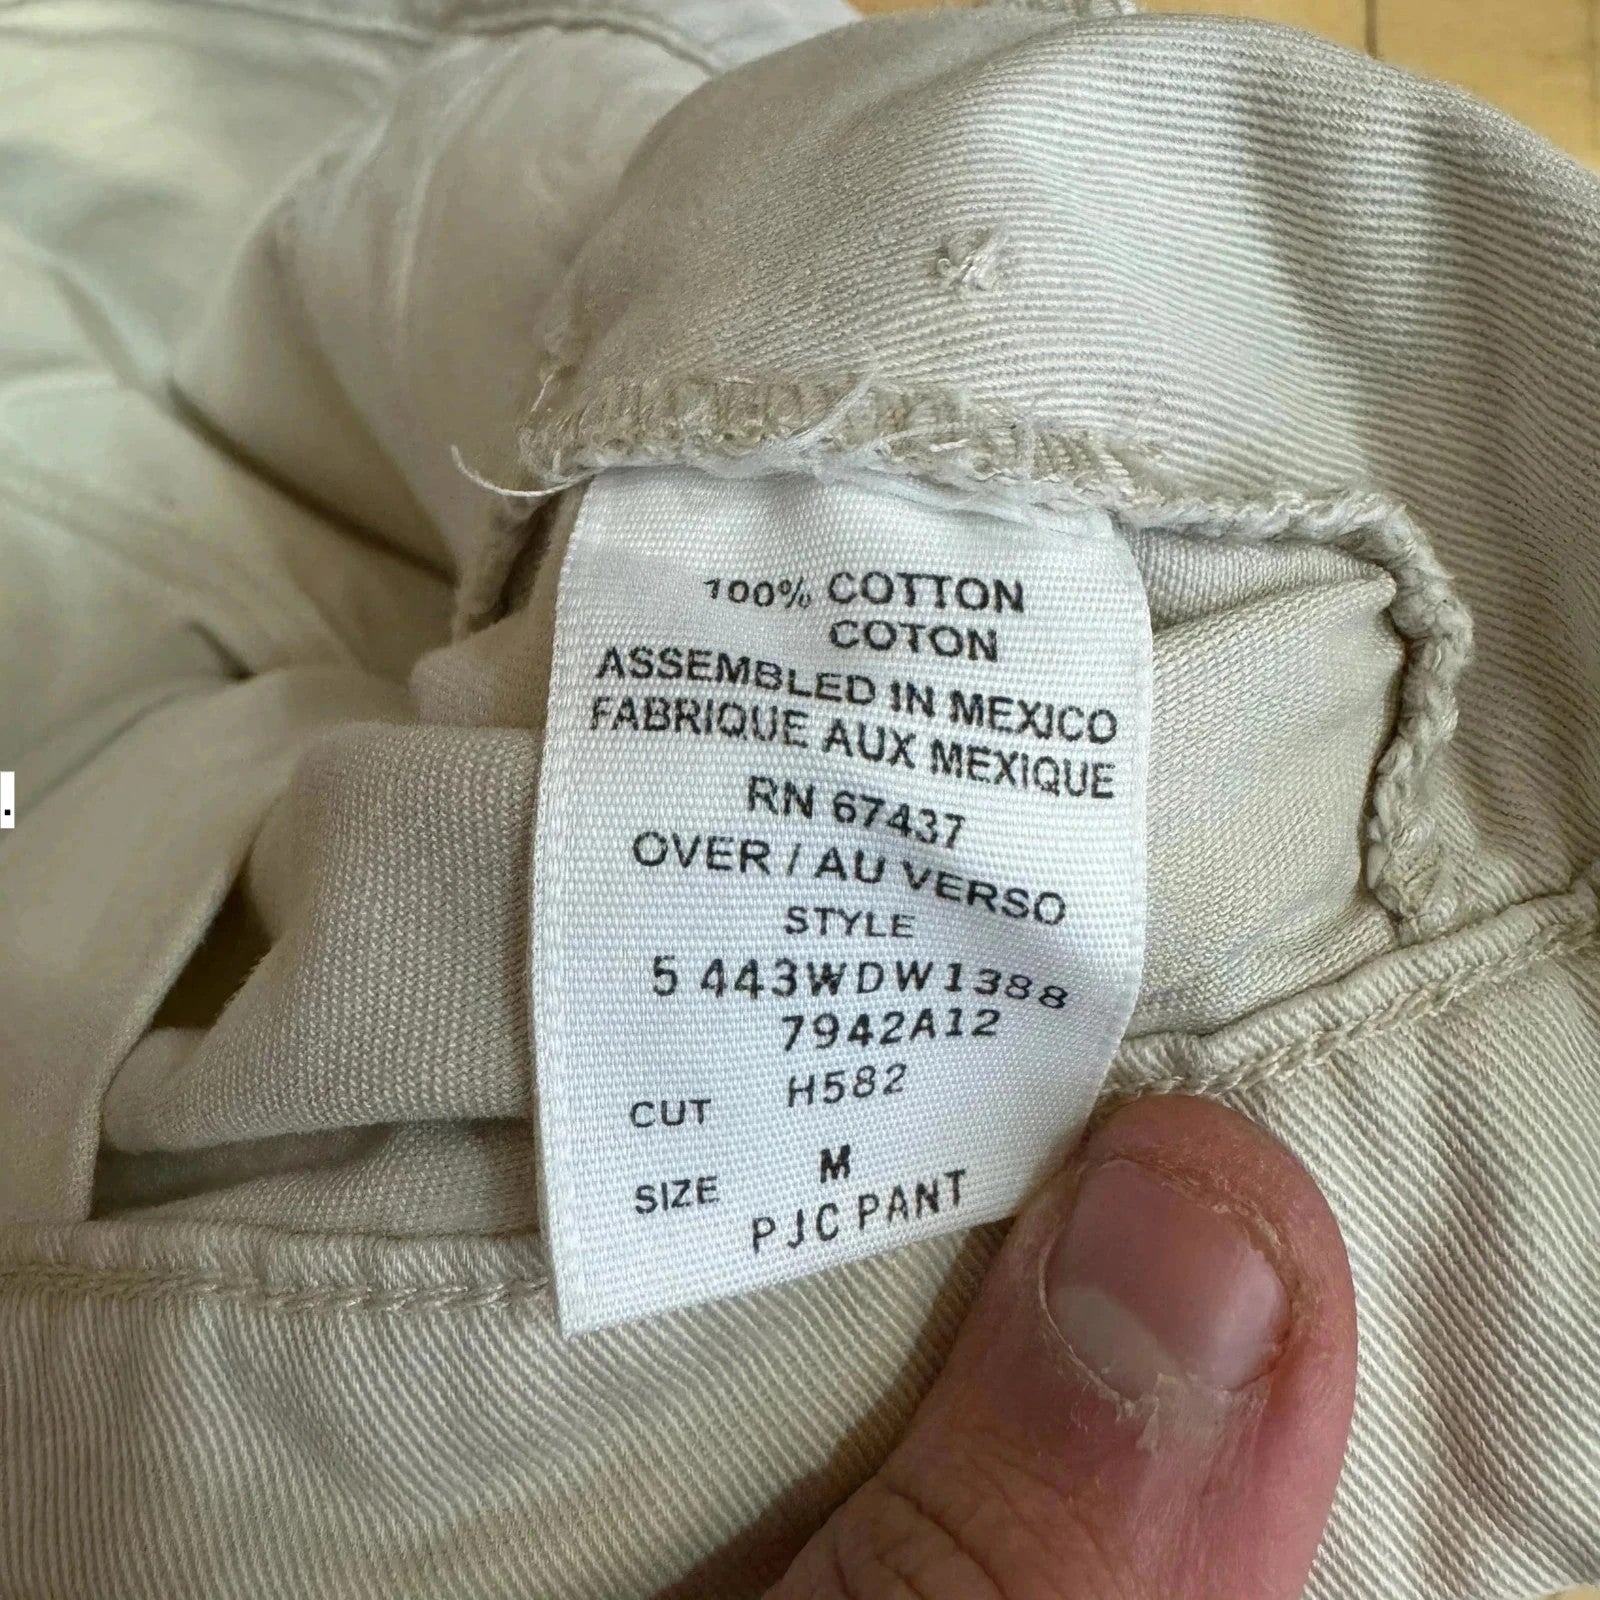 100% COTTON
COTON
ASSEMBLED IN MEXICO
FABRIQUE AUX MEXIQUE
RN 67437
OVER / AU VERSO
STYLE
5 443WDW1388
7942A12
CUT H582
SIZE M
PJC PANT
.